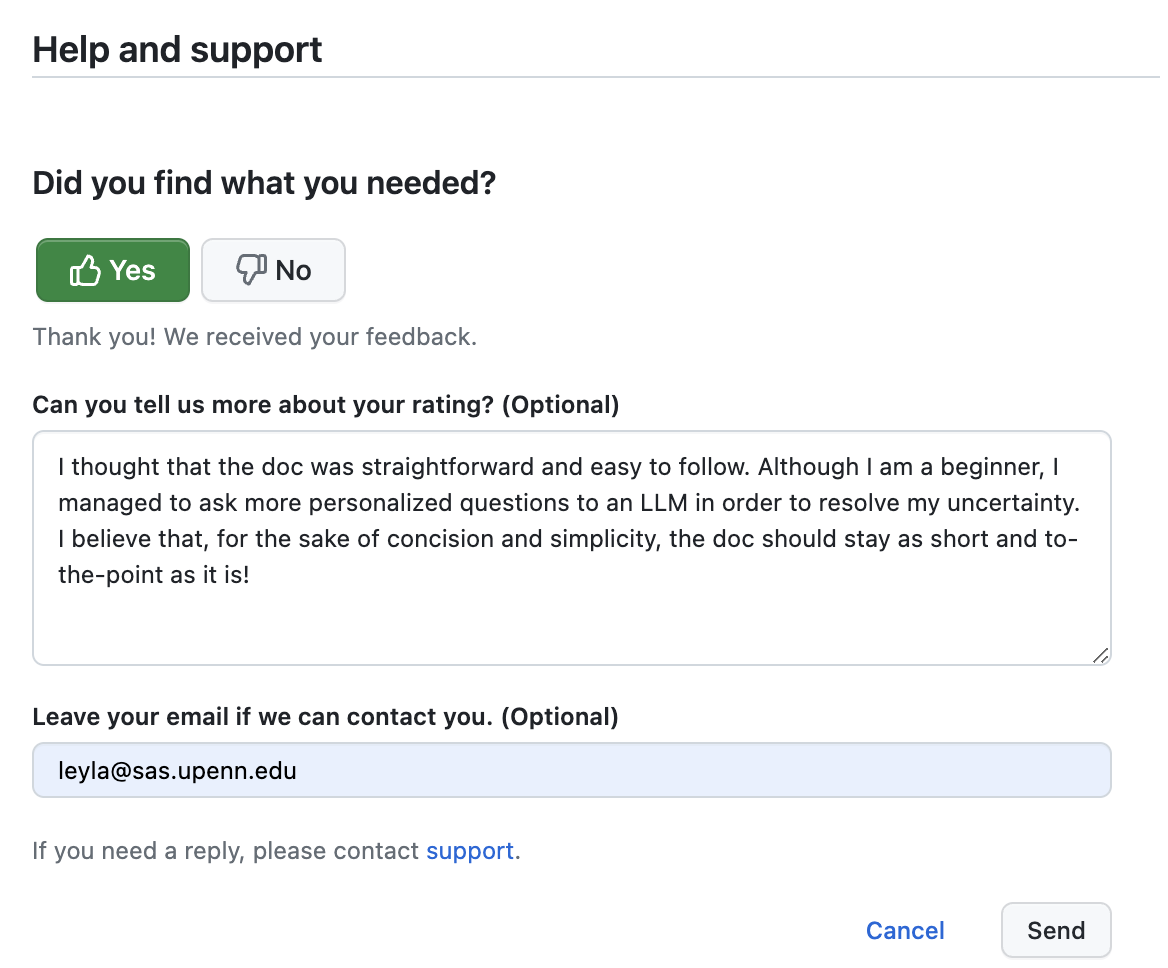 Help and support
Did you find what you needed?
Yes
No
Thank you! We received your feedback.
Can you tell us more about your rating? (Optional)
I thought that the doc was straightforward and easy to follow. Although I am a beginner, I
managed to ask more personalized questions to an LLM in order to resolve my uncertainty.
I believe that, for the sake of concision and simplicity, the doc should stay as short and to-
the-point as it is!
Leave your email if we can contact you. (Optional)
leyla@sas.upenn.edu
If you need a reply, please contact support.
Cancel
Send